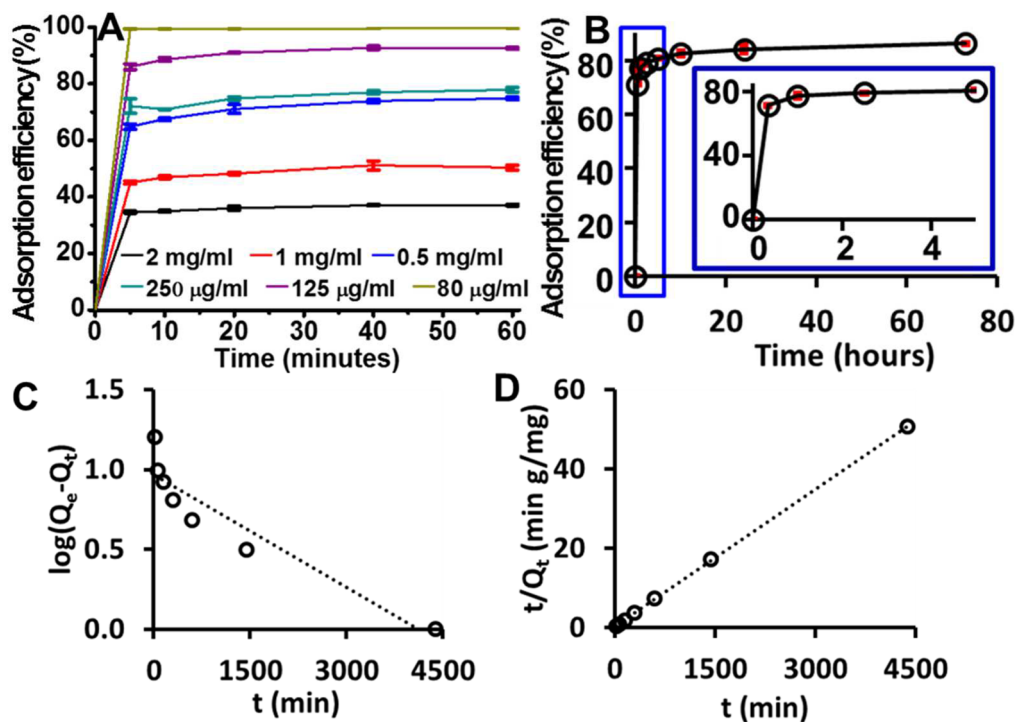 A
Adsorption efficiency (%)
100
80
60
40
20
0
2 mg/ml 1 mg/ml 0.5 mg/ml
250 µg/ml 125 µg/ml 80 µg/ml
0 10 20 30 40 50 60
Time (minutes)
B
Adsorption efficiency (%)
80
60
40
20
0
80
40
0
0 2 4
0 20 40 60 80
Time (hours)
C
log(Qe-Qt)
1.5
1.0
0.5
0.0
0 1500 3000 4500
t (min)
D
t/Qt (min g/mg)
60
40
20
0
0 1500 3000 4500
t (min)